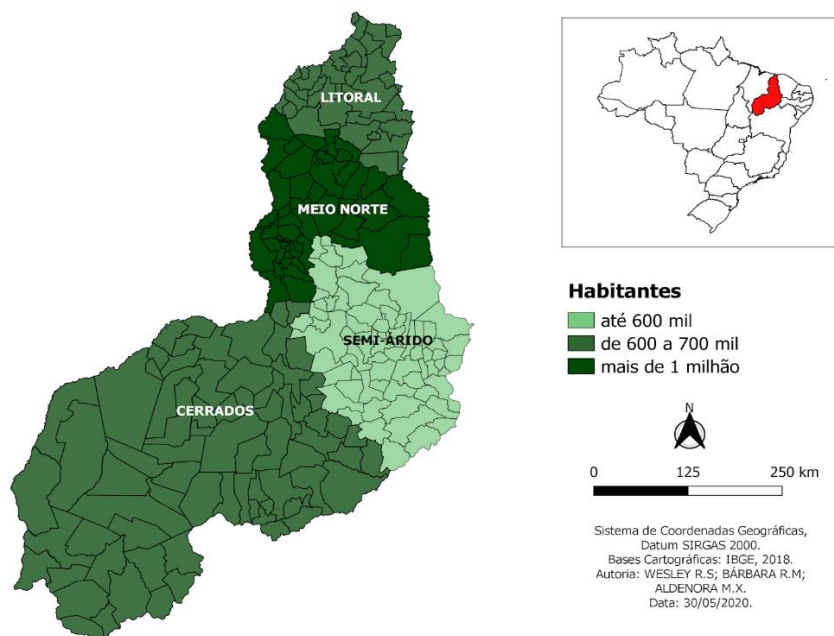 LITORAL
MEIO NORTE
SEMI-ÁRIDO
CERRADOS
Habitantes
até 600 mil
de 600 a 700 mil
mais de 1 milhão
N
0 125 250 km
Sistema de Coordenadas Geográficas,
Datum SIRGAS 2000.
Bases Cartográficas: IBGE, 2018.
Autoria: WESLEY R.S; BÁRBARA R.M;
ALDENORA M.X.
Data: 30/05/2020.